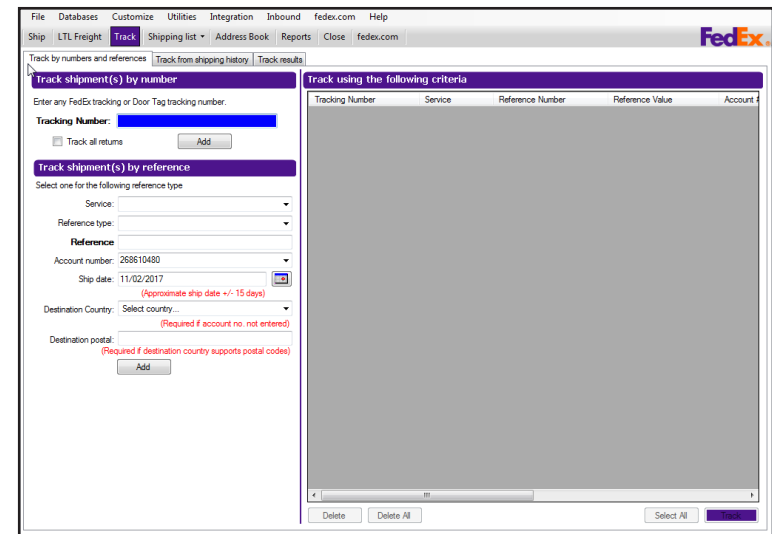 File Databases Customize Utilities Integration Inbound fedex.com Help
Ship LTL Freight Track Shipping list Address Book Reports Close fedex.com
FedEx
Track by numbers and references Track from shipping history Track results
Track shipment(s) by number
Enter any FedEx tracking or Door Tag tracking number.
Tracking Number:
Track all returns Add
Track shipment(s) by reference
Select one for the following reference type
Service:
Reference type:
Reference
Account number: 268610480
Ship date: 11/02/2017
(Approximate ship date +/- 15 days)
Destination Country: Select country...
(Required if account no. not entered)
Destination postal:
(Required if destination country supports postal codes)
Add
Track using the following criteria
Tracking Number Service Reference Number Reference Value Account #
Delete Delete All Select All Track